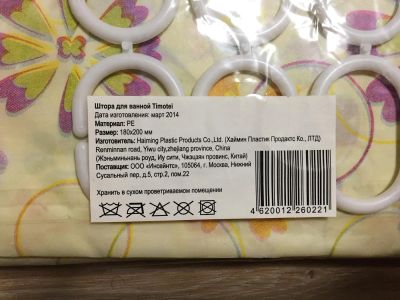 Штора для ванной Timotei
Дата изготовления: март 2014
Материал: PE
Размер: 180х200 мм
Изготовитель: Haiming Plastic Products Co.,Ltd. (Хаймин Пластик Продактс Ко., ЛТД)
Renminnan road, Yiwu city,zhejiang province, China
(Жэньминьнань роуд, Иу сити, Чжэцзян провинс, Китай)
Поставщик: ООО «Инсейлтс», 105064, г. Москва, Нижний
Сусальный пер, д.5, стр.2, пом.22
Хранить в сухом проветриваемом помещении
4 620012 260221